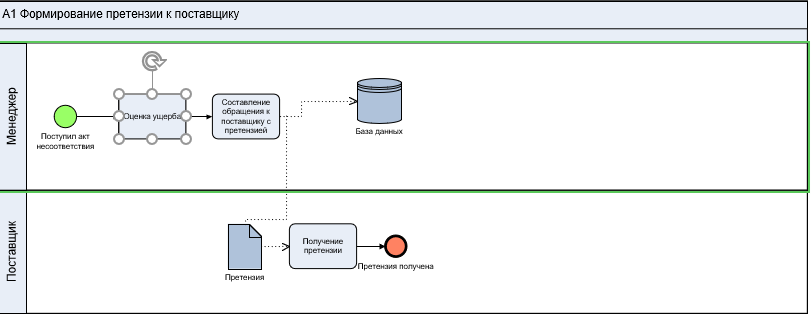 А1 Формирование претензии к поставщику
Менеджер
Поступил акт
несоответствия
Оценка ущерба
Составление
обращения к
поставщику с
претензией
База данных
Поставщик
Претензия
Получение
претензии
Претензия получена